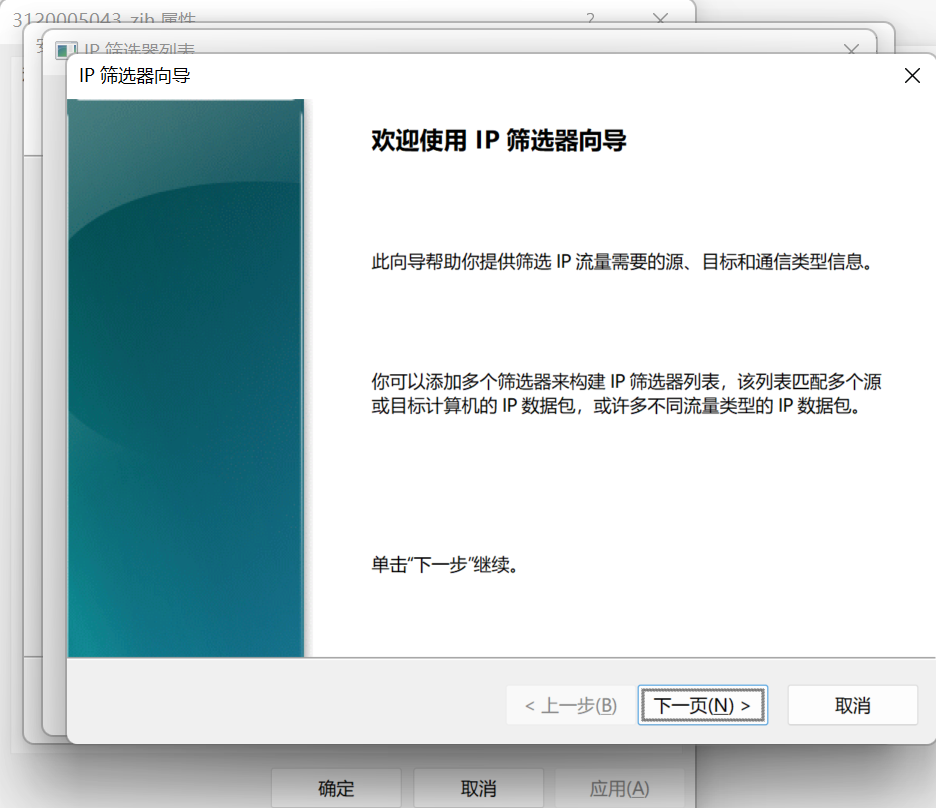 3120005043_zjb 属性
IP 筛选器列表
IP 筛选器向导
欢迎使用 IP 筛选器向导
此向导帮助你提供筛选 IP 流量需要的源、目标和通信类型信息。
你可以添加多个筛选器来构建 IP 筛选器列表，该列表匹配多个源
或目标计算机的 IP 数据包，或许多不同流量类型的 IP 数据包。
单击“下一步”继续。
< 上一步(B)
下一页(N) >
取消
确定
取消
应用(A)